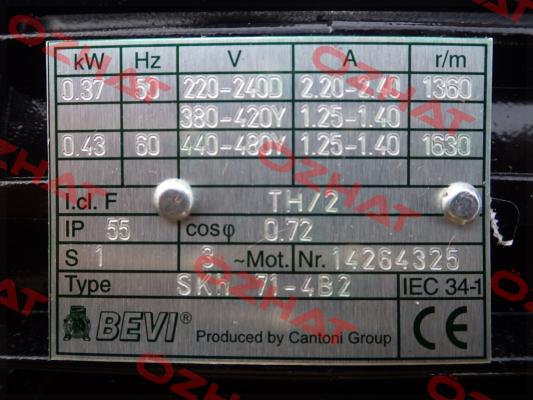 kW Hz V A r/m
0.37 50 220-240D 2.20-2.40 1360
380-420Y 1.25-1.40
0.43 60 440-480Y 1.25-1.40 1630
I.cl. F TH/2
IP 55 cosφ 0.72
S 1 3 ~Mot. Nr. 14264325
Type 71-4B2 IEC 34-1
BEVI® Produced by Cantoni Group CE
OZHAT
OZHAT
OZHAT
OZHAT
OZHAT
OZHAT